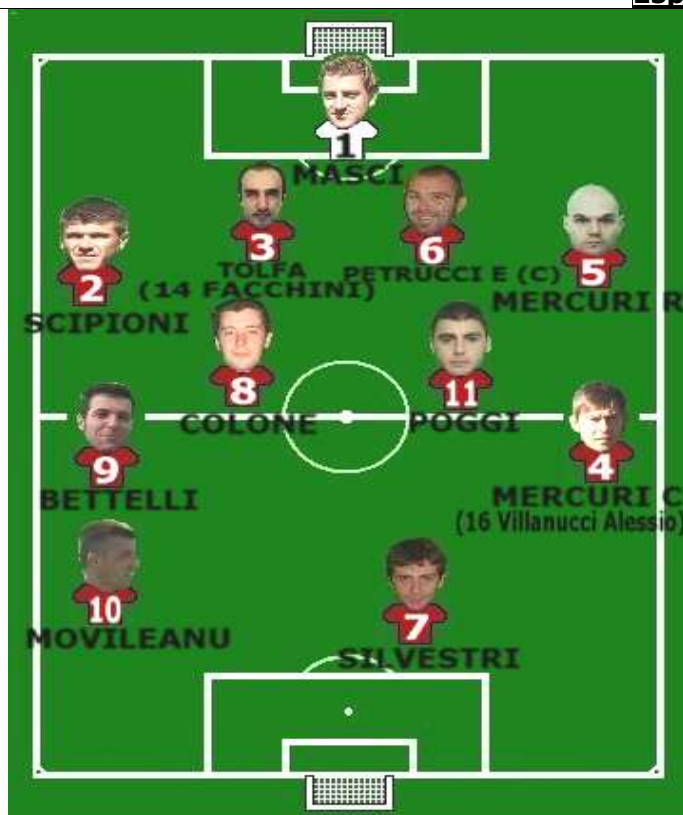 Esp
1
MASCI
3
6
2
5
TOLFA
(14 FACCHINI)
PETRUCCI E (C)
MERCURI R
SCIPIONI
8
11
COLONE
POGGI
9
4
BETTELLI
MERCURI C
(16 Villanucci Alessio)
10
7
MOVILEANU
SILVESTRI